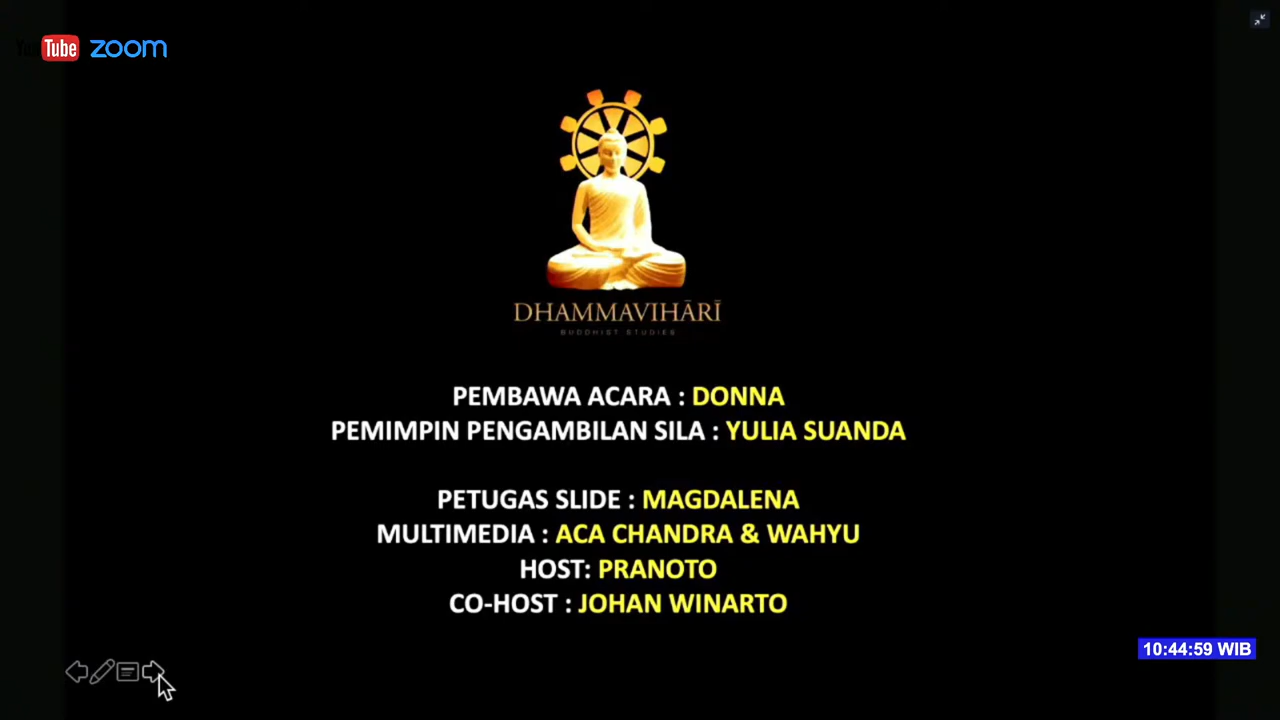 YouTube zoom
DHAMMAVIHĀRĪ
BUDDHIST STUDIES
PEMBAWA ACARA : DONNA
PEMIMPIN PENGAMBILAN SILA : YULIA SUANDA
PETUGAS SLIDE : MAGDALENA
MULTIMEDIA : ACA CHANDRA & WAHYU
HOST: PRANOTO
CO-HOST : JOHAN WINARTO
10:44:59 WIB